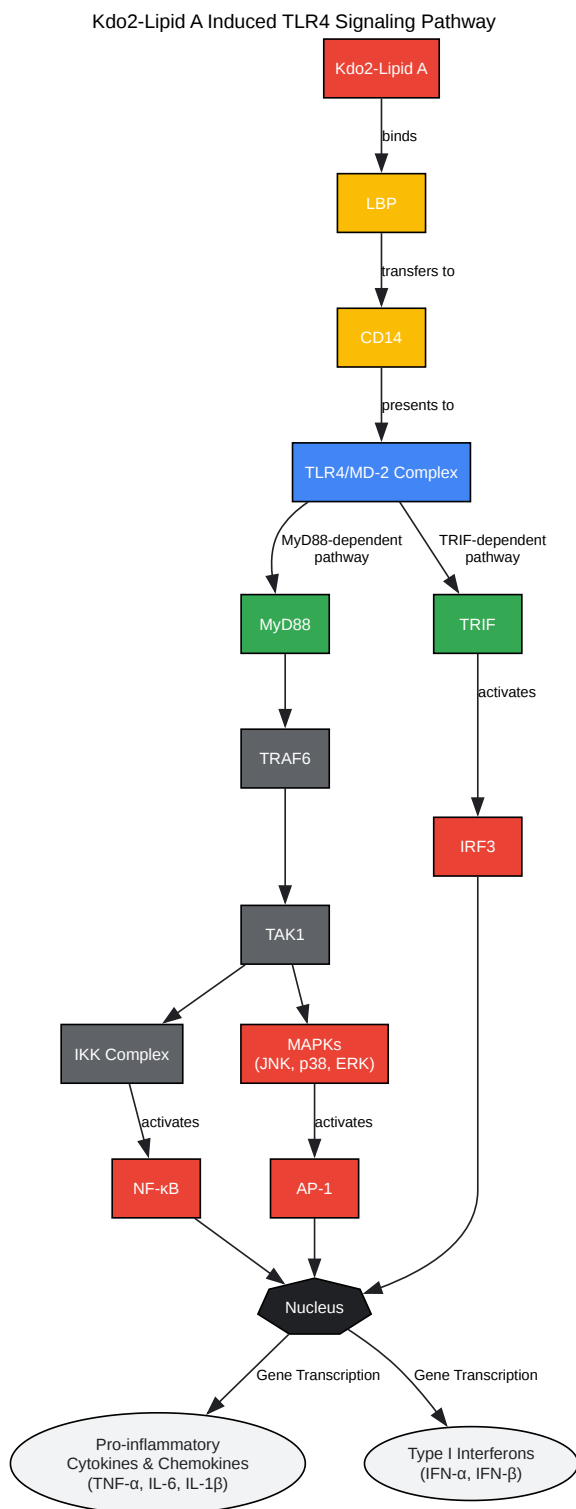 Kdo2-Lipid A Induced TLR4 Signaling Pathway
Kdo2-Lipid A
binds
LBP
transfers to
CD14
presents to
TLR4/MD-2 Complex
MyD88-dependent
pathway
TRIF-dependent
pathway
MyD88
TRIF
activates
TRAF6
IRF3
TAK1
IKK Complex
MAPKs
(JNK, p38, ERK)
activates
activates
NF-κB
AP-1
Nucleus
Gene Transcription
Gene Transcription
Pro-inflammatory
Cytokines & Chemokines
(TNF-α, IL-6, IL-1β)
Type I Interferons
(IFN-α, IFN-β)